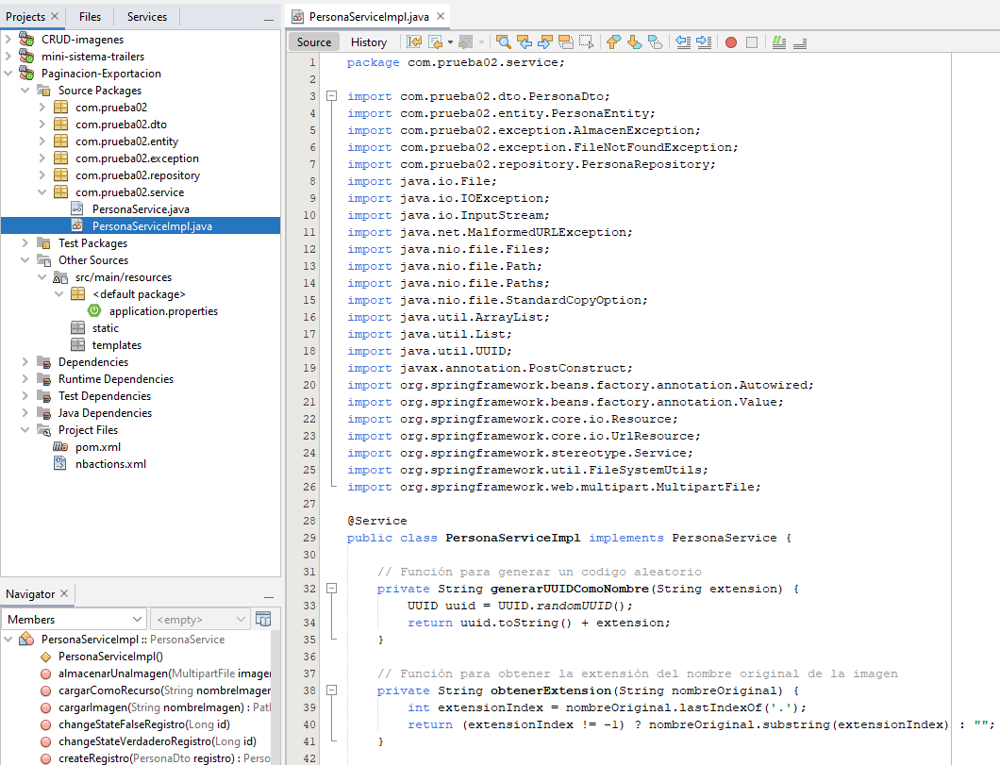 Projects
Files
Services
CRUD-imagenes
mini-sistema-trailers
Paginacion-Exportacion
Source Packages
com.prueba02
com.prueba02.dto
com.prueba02.entity
com.prueba02.exception
com.prueba02.repository
com.prueba02.service
PersonaService.java
PersonaServiceImpl.java
Test Packages
Other Sources
src/main/resources
<default package>
application.properties
static
templates
Dependencies
Runtime Dependencies
Test Dependencies
Java Dependencies
Project Files
pom.xml
nbactions.xml
Navigator
Members
<empty>
PersonaServiceImpl :: PersonaService
PersonaServiceImpl()
almacenarUnaImagen(MultipartFile imagen
cargarComoRecurso(String nombreImagen
cargarImagen(String nombreImagen) : Path
changeStateFalseRegistro(Long id)
changeStateVerdaderoRegistro(Long id)
createRegistro(PersonaDto registro) : Perso
PersonaServiceImpl.java
Source
History
1 package com.prueba02.service;
2
3 import com.prueba02.dto.PersonaDto;
4 import com.prueba02.entity.PersonaEntity;
5 import com.prueba02.exception.AlmacenException;
6 import com.prueba02.exception.FileNotFoundException;
7 import com.prueba02.repository.PersonaRepository;
8 import java.io.File;
9 import java.io.IOException;
10 import java.io.InputStream;
11 import java.net.MalformedURLException;
12 import java.nio.file.Files;
13 import java.nio.file.Path;
14 import java.nio.file.Paths;
15 import java.nio.file.StandardCopyOption;
16 import java.util.ArrayList;
17 import java.util.List;
18 import java.util.UUID;
19 import javax.annotation.PostConstruct;
20 import org.springframework.beans.factory.annotation.Autowired;
21 import org.springframework.beans.factory.annotation.Value;
22 import org.springframework.core.io.Resource;
23 import org.springframework.core.io.UrlResource;
24 import org.springframework.stereotype.Service;
25 import org.springframework.util.FileSystemUtils;
26 import org.springframework.web.multipart.MultipartFile;
27
28 @Service
29 public class PersonaServiceImpl implements PersonaService {
30
31 // Función para generar un codigo aleatorio
32 private String generarUUIDComoNombre(String extension) {
33 UUID uuid = UUID.randomUUID();
34 return uuid.toString() + extension;
35 }
36
37 // Función para obtener la extensión del nombre original de la imagen
38 private String obtenerExtension(String nombreOriginal) {
39 int extensionIndex = nombreOriginal.lastIndexOf('.');
40 return (extensionIndex != -1) ? nombreOriginal.substring(extensionIndex) : "";
41 }
42